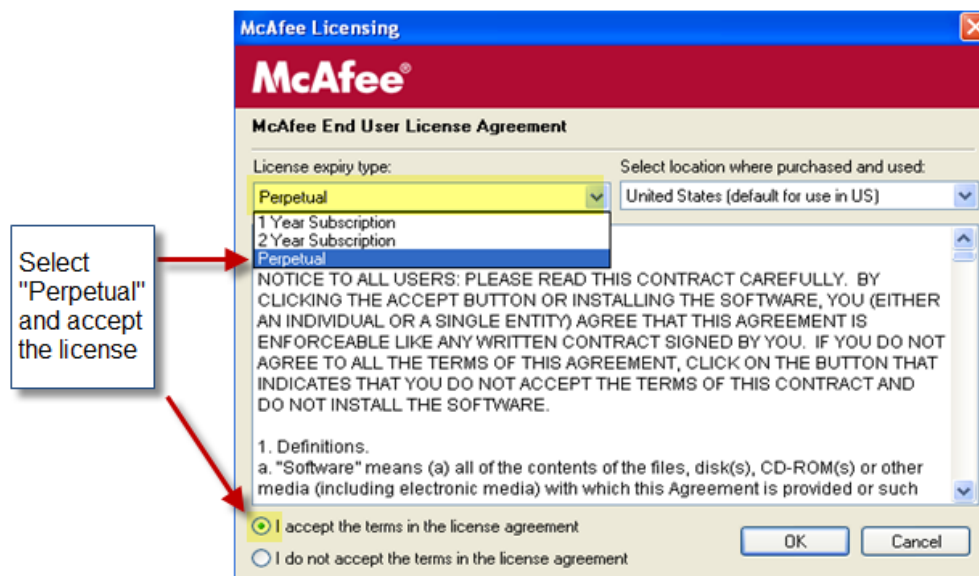 McAfee Licensing
McAfee®
McAfee End User License Agreement
License expiry type:
Select location where purchased and used:
Perpetual
United States (default for use in US)
1 Year Subscription
2 Year Subscription
Perpetual
Select
"Perpetual"
and accept
the license
NOTICE TO ALL USERS: PLEASE READ THIS CONTRACT CAREFULLY. BY
CLICKING THE ACCEPT BUTTON OR INSTALLING THE SOFTWARE, YOU (EITHER
AN INDIVIDUAL OR A SINGLE ENTITY) AGREE THAT THIS AGREEMENT IS
ENFORCEABLE LIKE ANY WRITTEN CONTRACT SIGNED BY YOU. IF YOU DO NOT
AGREE TO ALL THE TERMS OF THIS AGREEMENT, CLICK ON THE BUTTON THAT
INDICATES THAT YOU DO NOT ACCEPT THE TERMS OF THIS CONTRACT AND
DO NOT INSTALL THE SOFTWARE.
1. Definitions.
a. "Software" means (a) all of the contents of the files, disk(s), CD-ROM(s) or other
media (including electronic media) with which this Agreement is provided or such
I accept the terms in the license agreement
I do not accept the terms in the license agreement
OK
Cancel